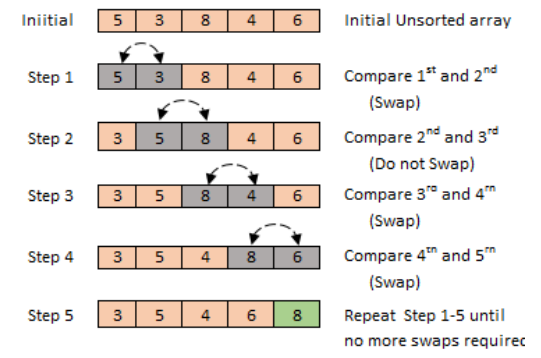 Iniitial 5 3 8 4 6 Initial Unsorted array
Step 1 5 3 8 4 6 Compare 1st and 2nd
(Swap)
Step 2 3 5 8 4 6 Compare 2nd and 3rd
(Do not Swap)
Step 3 3 5 8 4 6 Compare 3rd and 4rn
(Swap)
Step 4 3 5 4 8 6 Compare 4tn and 5rn
(Swap)
Step 5 3 5 4 6 8 Repeat Step 1-5 until
no more swaps required